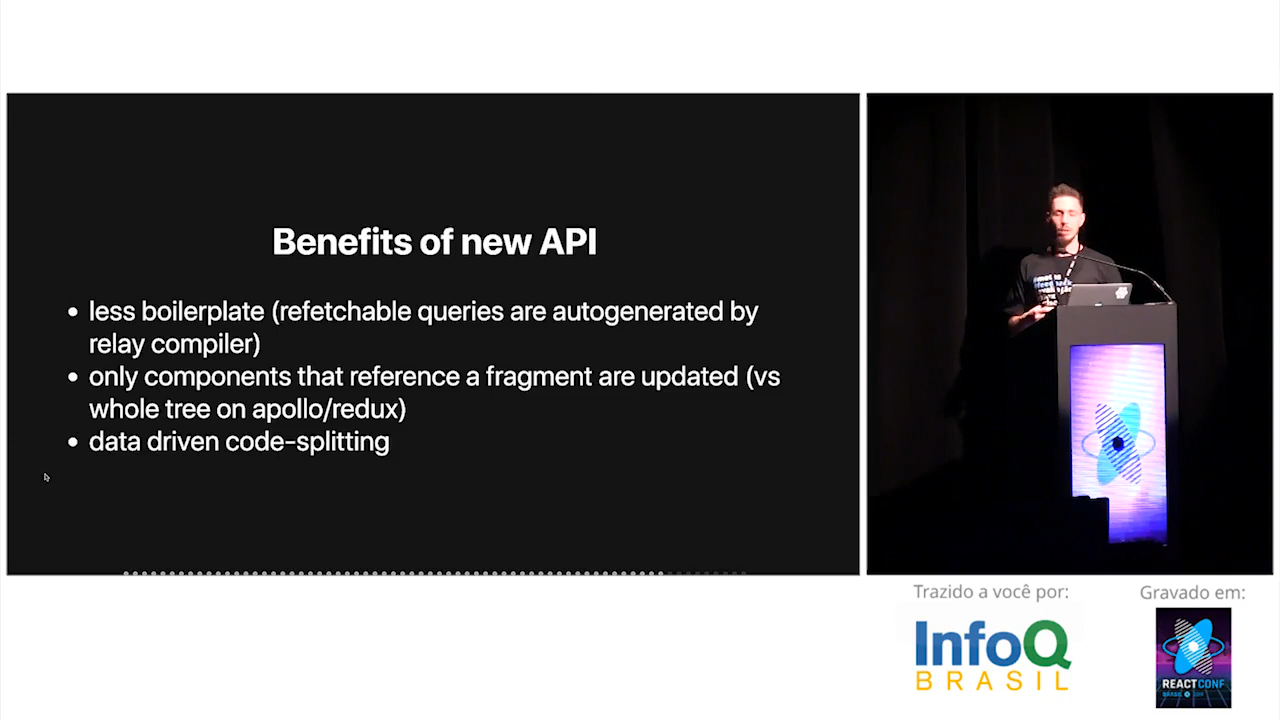 Benefits of new API
• less boilerplate (refetchable queries are autogenerated by
relay compiler)
• only components that reference a fragment are updated (vs
whole tree on apollo/redux)
• data driven code-splitting
Trazido a você por:
InfoQ
BRASIL
Gravado em:
REACTCONF